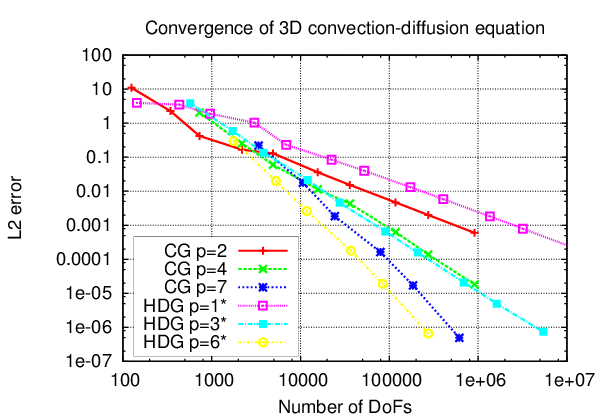 Convergence of 3D convection-diffusion equation
100
10
1
0.1
0.01
0.001
0.0001
1e-05
1e-06
1e-07
L2 error
CG p=2
CG p=4
CG p=7
HDG p=1*
HDG p=3*
HDG p=6*
100 1000 10000 100000 1e+06 1e+07
Number of DoFs